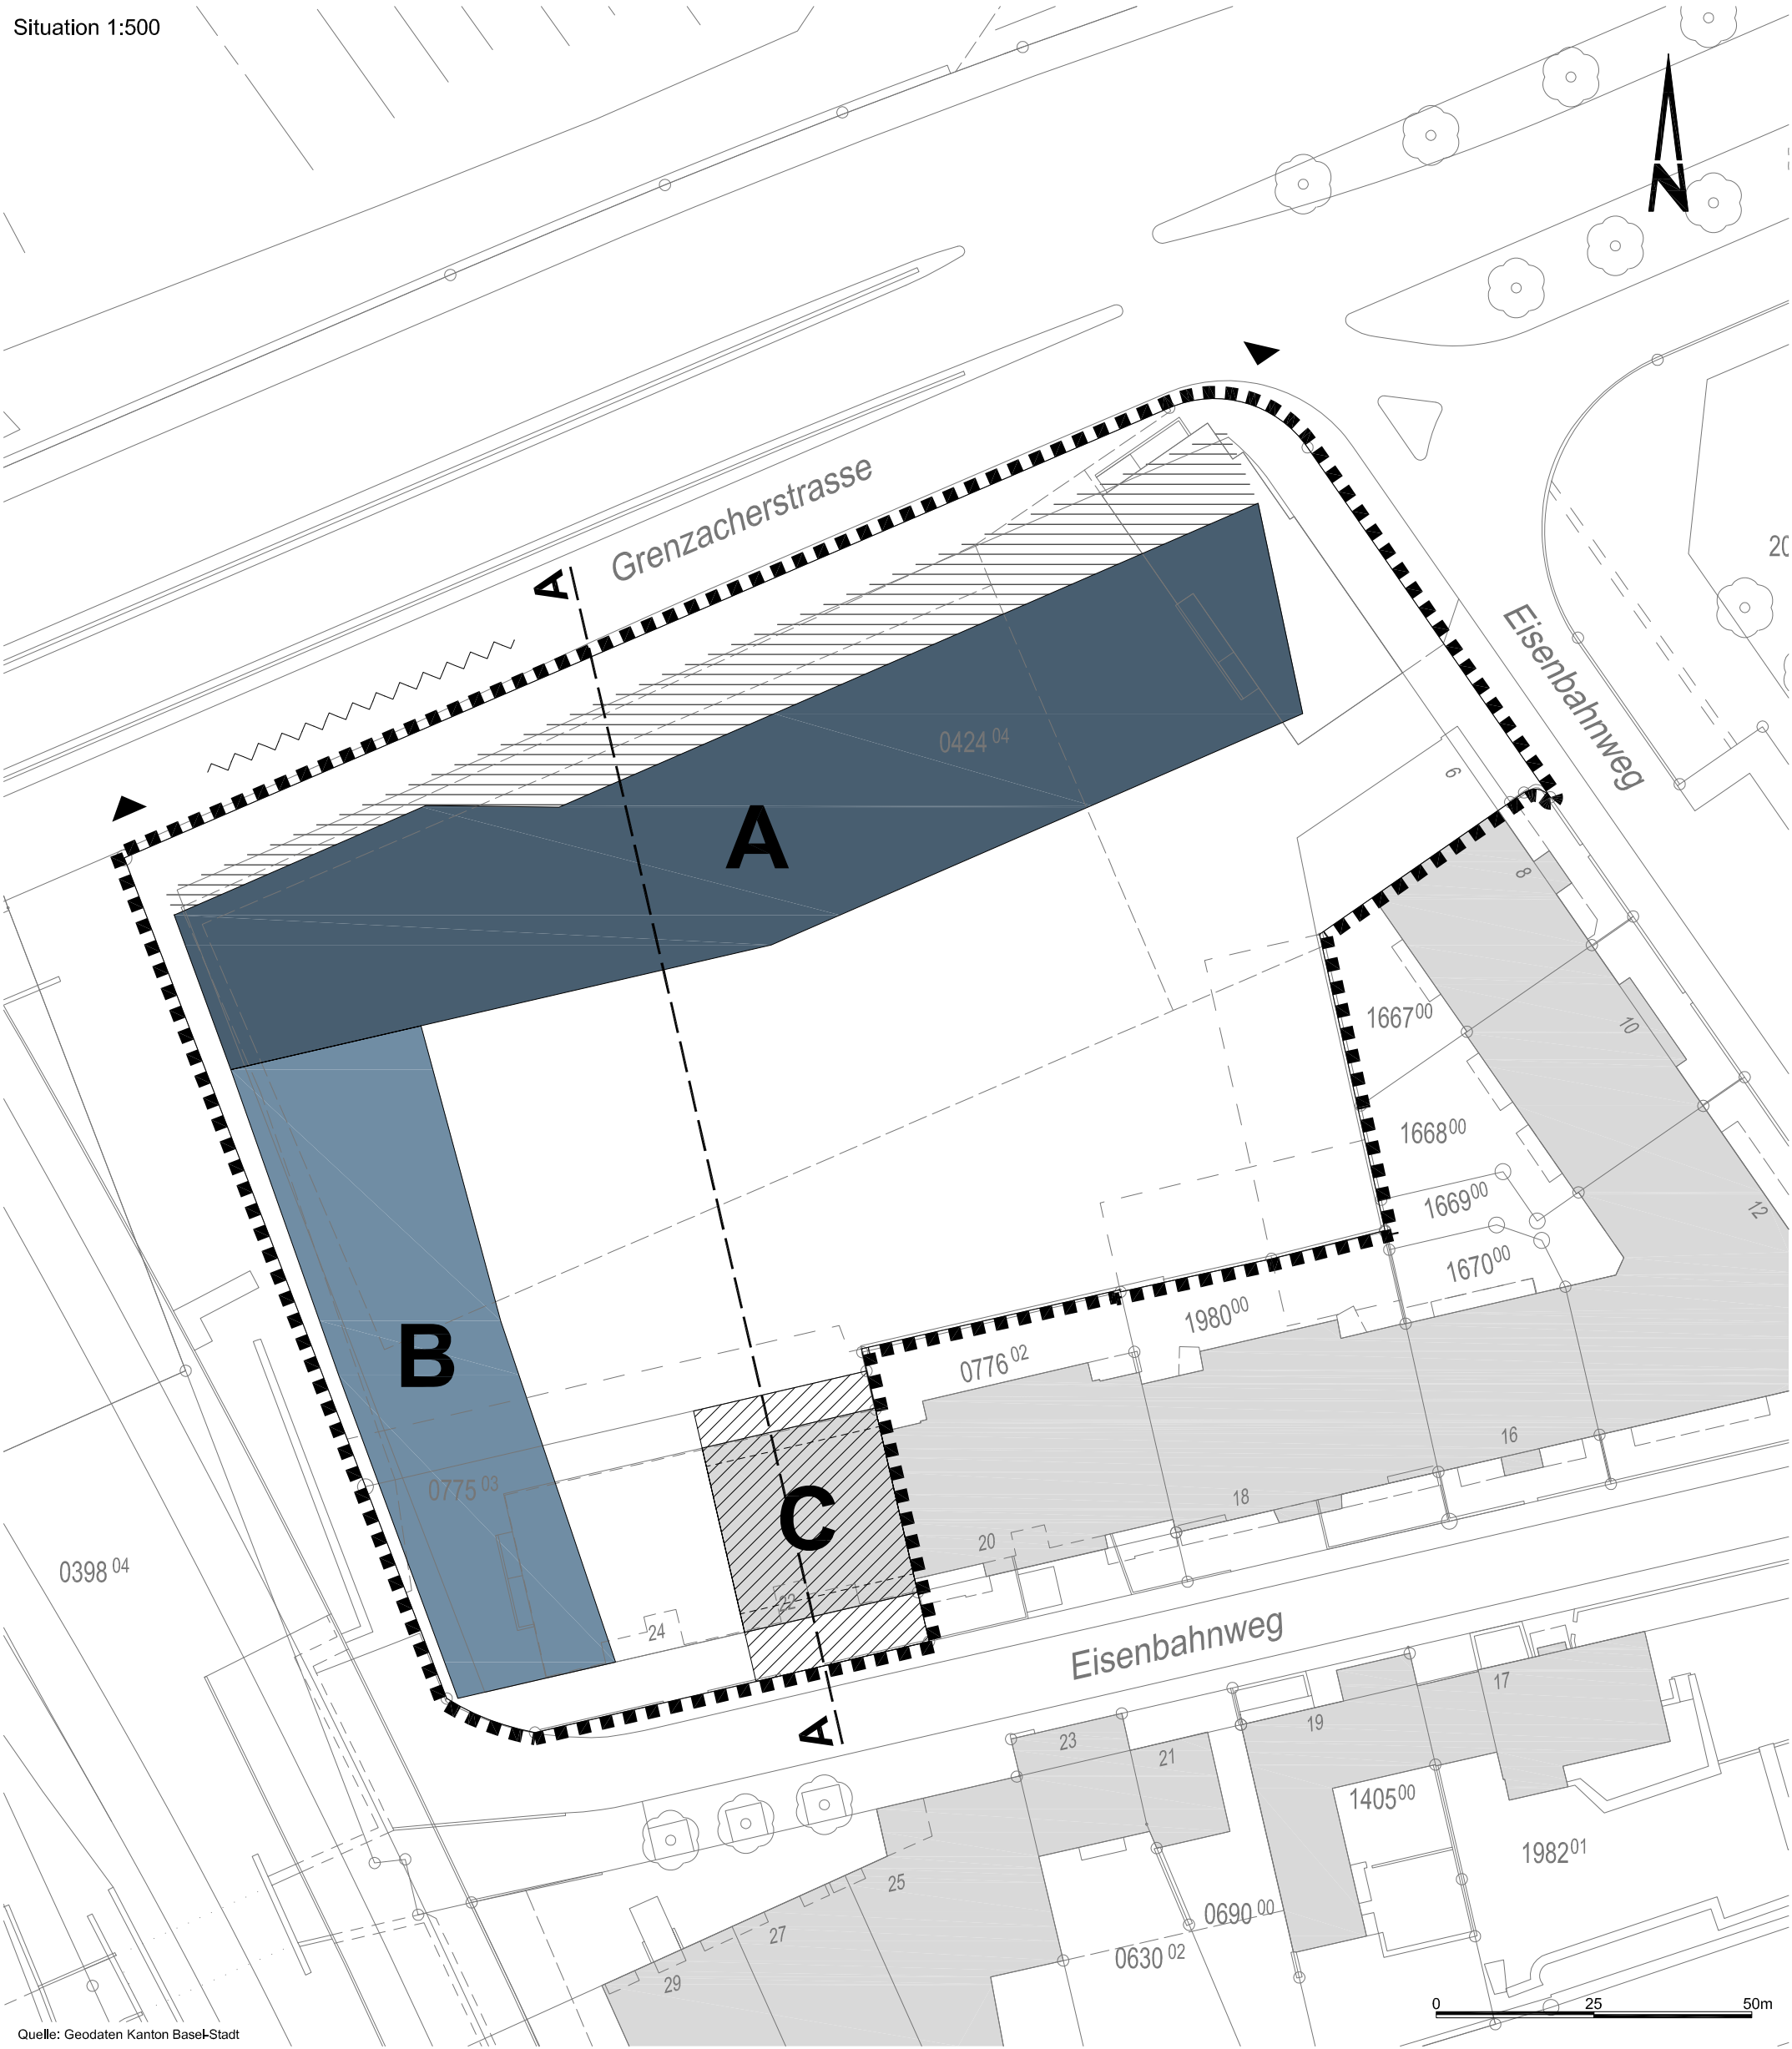 Situation 1:500
N
Grenzacherstrasse
A
Eisenbahnweg
20
0424 04
A
6
8
1667 00
10
1668 00
1669 00
12
1670 00
1980 00
0776 02
B
0775 03
16
C
18
20
0398 04
22
24
Eisenbahnweg
A
17
19
23
21
1405 00
1982 01
25
0690 00
27
0630 02
29
0 25 50m
Quelle: Geodaten Kanton Basel-Stadt